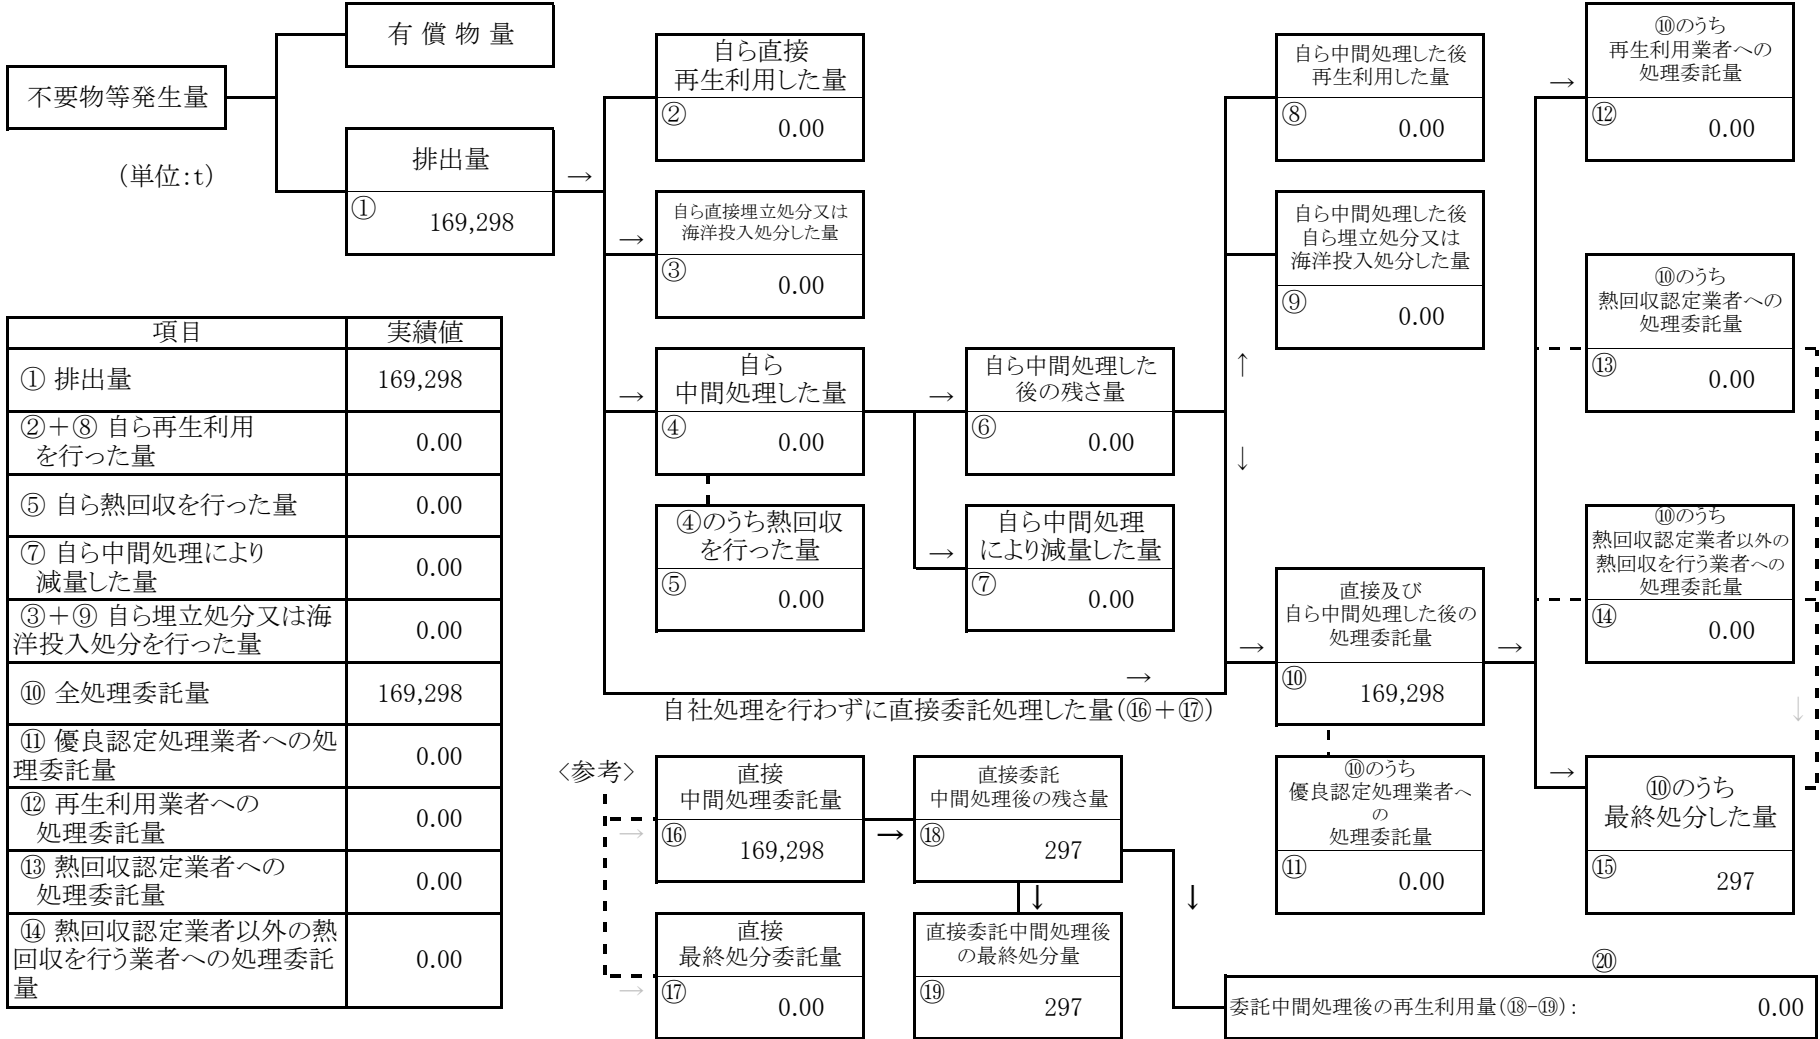 有 償 物 量
不要物等発生量
(単位:t)
排出量
①
169,298
→
自ら直接
再生利用した量
②
0.00
→
自ら直接埋立処分又は
海洋投入処分した量
③
0.00
→
自ら
中間処理した量
④
0.00
④のうち熱回収
を行った量
⑤
0.00
→
自ら中間処理した
後の残さ量
⑥
0.00
→
自ら中間処理
により減量した量
⑦
0.00
自ら中間処理した後
再生利用した量
⑧
0.00
自ら中間処理した後
自ら埋立処分又は
海洋投入処分した量
⑨
0.00
↑
↓
→
自社処理を行わずに直接委託処理した量(⑯+⑰)
→
直接及び
自ら中間処理した後の
処理委託量
⑩
169,298
→
⑩のうち
優良認定処理業者へ
の
処理委託量
⑪
0.00
→
⑩のうち
再生利用業者への
処理委託量
⑫
0.00
⑩のうち
熱回収認定業者への
処理委託量
⑬
0.00
⑩のうち
熱回収認定業者以外の
熱回収を行う業者への
処理委託量
⑭
0.00
↓
→
⑩のうち
最終処分した量
⑮
297
項目 実績値
① 排出量 169,298
②+⑧ 自ら再生利用
を行った量 0.00
⑤ 自ら熱回収を行った量 0.00
⑦ 自ら中間処理により
減量した量 0.00
③+⑨ 自ら埋立処分又は海
洋投入処分を行った量 0.00
⑩ 全処理委託量 169,298
⑪ 優良認定処理業者への処
理委託量 0.00
⑫ 再生利用業者への
処理委託量 0.00
⑬ 熱回収認定業者への
処理委託量 0.00
⑭ 熱回収認定業者以外の熱
回収を行う業者への処理委託
量 0.00
<参考>
→
直接
中間処理委託量
⑯
169,298
→
直接委託
中間処理後の残さ量
⑱
297
↓
↓
→
直接
最終処分委託量
⑰
0.00
直接委託中間処理後
の最終処分量
⑲
297
⑳
委託中間処理後の再生利用量(⑱-⑲): 0.00